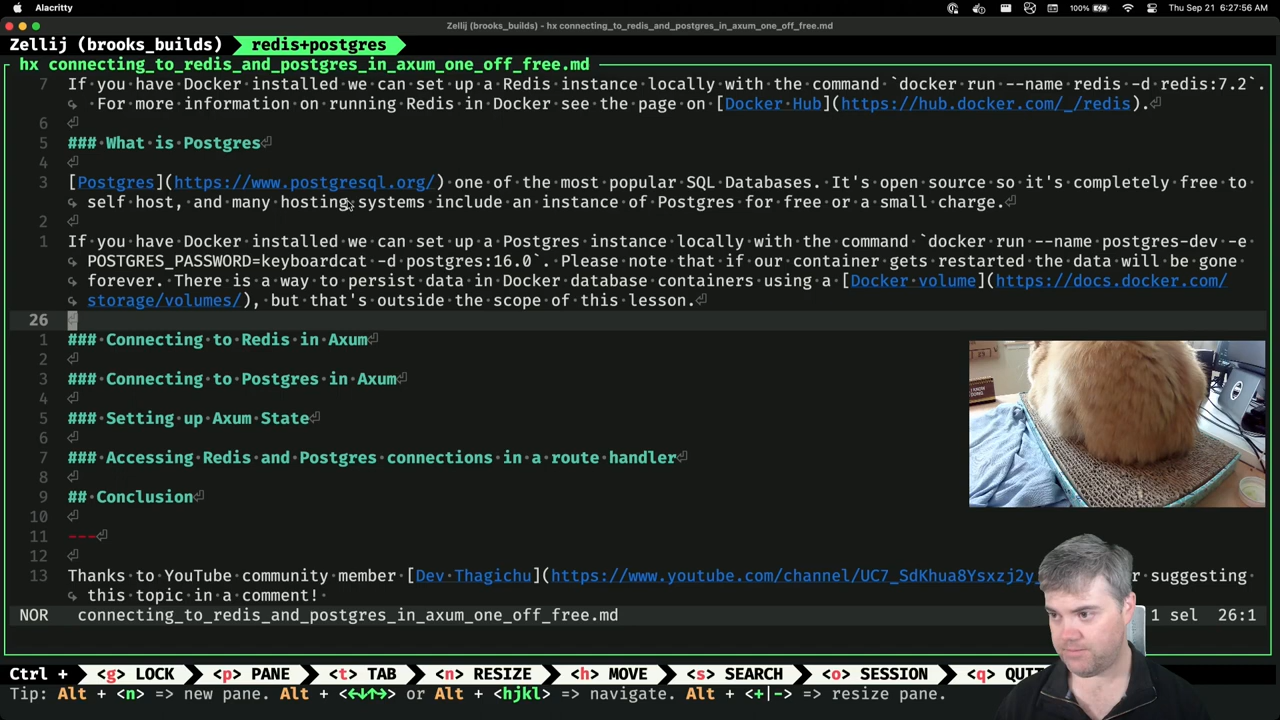 Alacritty 100% Thu Sep 21 6:27:56 AM
Zellij (brooks_builds) - hx connecting_to_redis_and_postgres_in_axum_one_off_free.md
Zellij (brooks_builds) redis+postgres
hx connecting_to_redis_and_postgres_in_axum_one_off_free.md
7 If·you·have·Docker·installed·we·can·set·up·a·Redis·instance·locally·with·the·command·`docker·run·--name·redis·-d·redis:7.2`.
↪ ·For·more·information·on·running·Redis·in·Docker·see·the·page·on·[Docker·Hub](https://hub.docker.com/_/redis).⏎
6 ⏎
5 ###·What·is·Postgres⏎
4 ⏎
3 [Postgres](https://www.postgresql.org/)·one·of·the·most·popular·SQL·Databases.·It's·open·source·so·it's·completely·free·to·
↪ self·host,·and·many·hosting·systems·include·an·instance·of·Postgres·for·free·or·a·small·charge.⏎
2 ⏎
1 If·you·have·Docker·installed·we·can·set·up·a·Postgres·instance·locally·with·the·command·`docker·run·--name·postgres-dev·-e·
↪ POSTGRES_PASSWORD=keyboardcat·-d·postgres:16.0`.·Please·note·that·if·our·container·gets·restarted·the·data·will·be·gone·
↪ forever.·There·is·a·way·to·persist·data·in·Docker·database·containers·using·a·[Docker·volume](https://docs.docker.com/
↪ storage/volumes/),·but·that's·outside·the·scope·of·this·lesson.⏎
26 ⏎
1 ###·Connecting·to·Redis·in·Axum⏎
2 ⏎
3 ###·Connecting·to·Postgres·in·Axum⏎
4 ⏎
5 ###·Setting·up·Axum·State⏎
6 ⏎
7 ###·Accessing·Redis·and·Postgres·connections·in·a·route·handler⏎
8 ⏎
9 ##·Conclusion⏎
10 ⏎
11 ---⏎
12 ⏎
13 Thanks·to·YouTube·community·member·[Dev·Thagichu](https://www.youtube.com/channel/UC7_SdKhua8Ysxzj2y_ suggesting·
↪ this·topic·in·a·comment!·⏎
NOR connecting_to_redis_and_postgres_in_axum_one_off_free.md 1 sel 26:1
Ctrl + <g> LOCK <p> PANE <t> TAB <n> RESIZE <h> MOVE <s> SEARCH <o> SESSION <q> QUIT
Tip: Alt + <n> => new pane. Alt + <←↓↑→> or Alt + <hjkl> => navigate. Alt + <+|-> => resize pane.